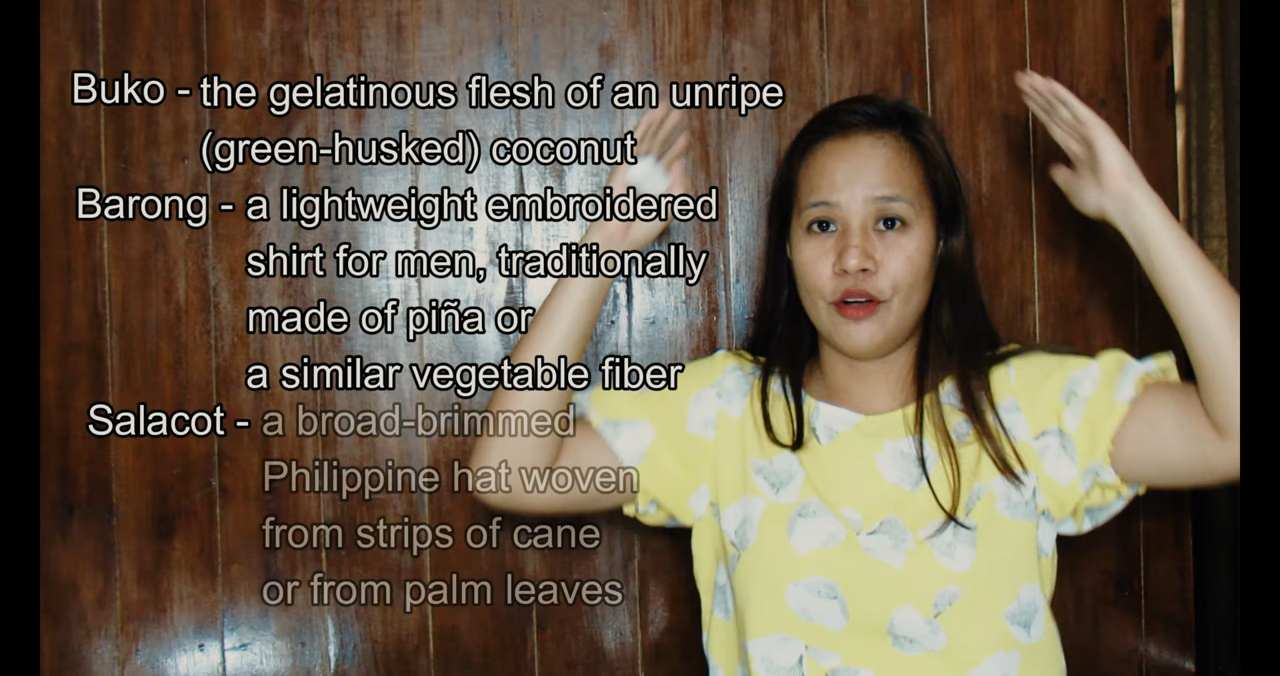 Buko - the gelatinous flesh of an unripe
(green-husked) coconut
Barong - a lightweight embroidered
shirt for men, traditionally
made of piña or
a similar vegetable fiber
Salacot - a broad-brimmed
Philippine hat woven
from strips of cane
or from palm leaves